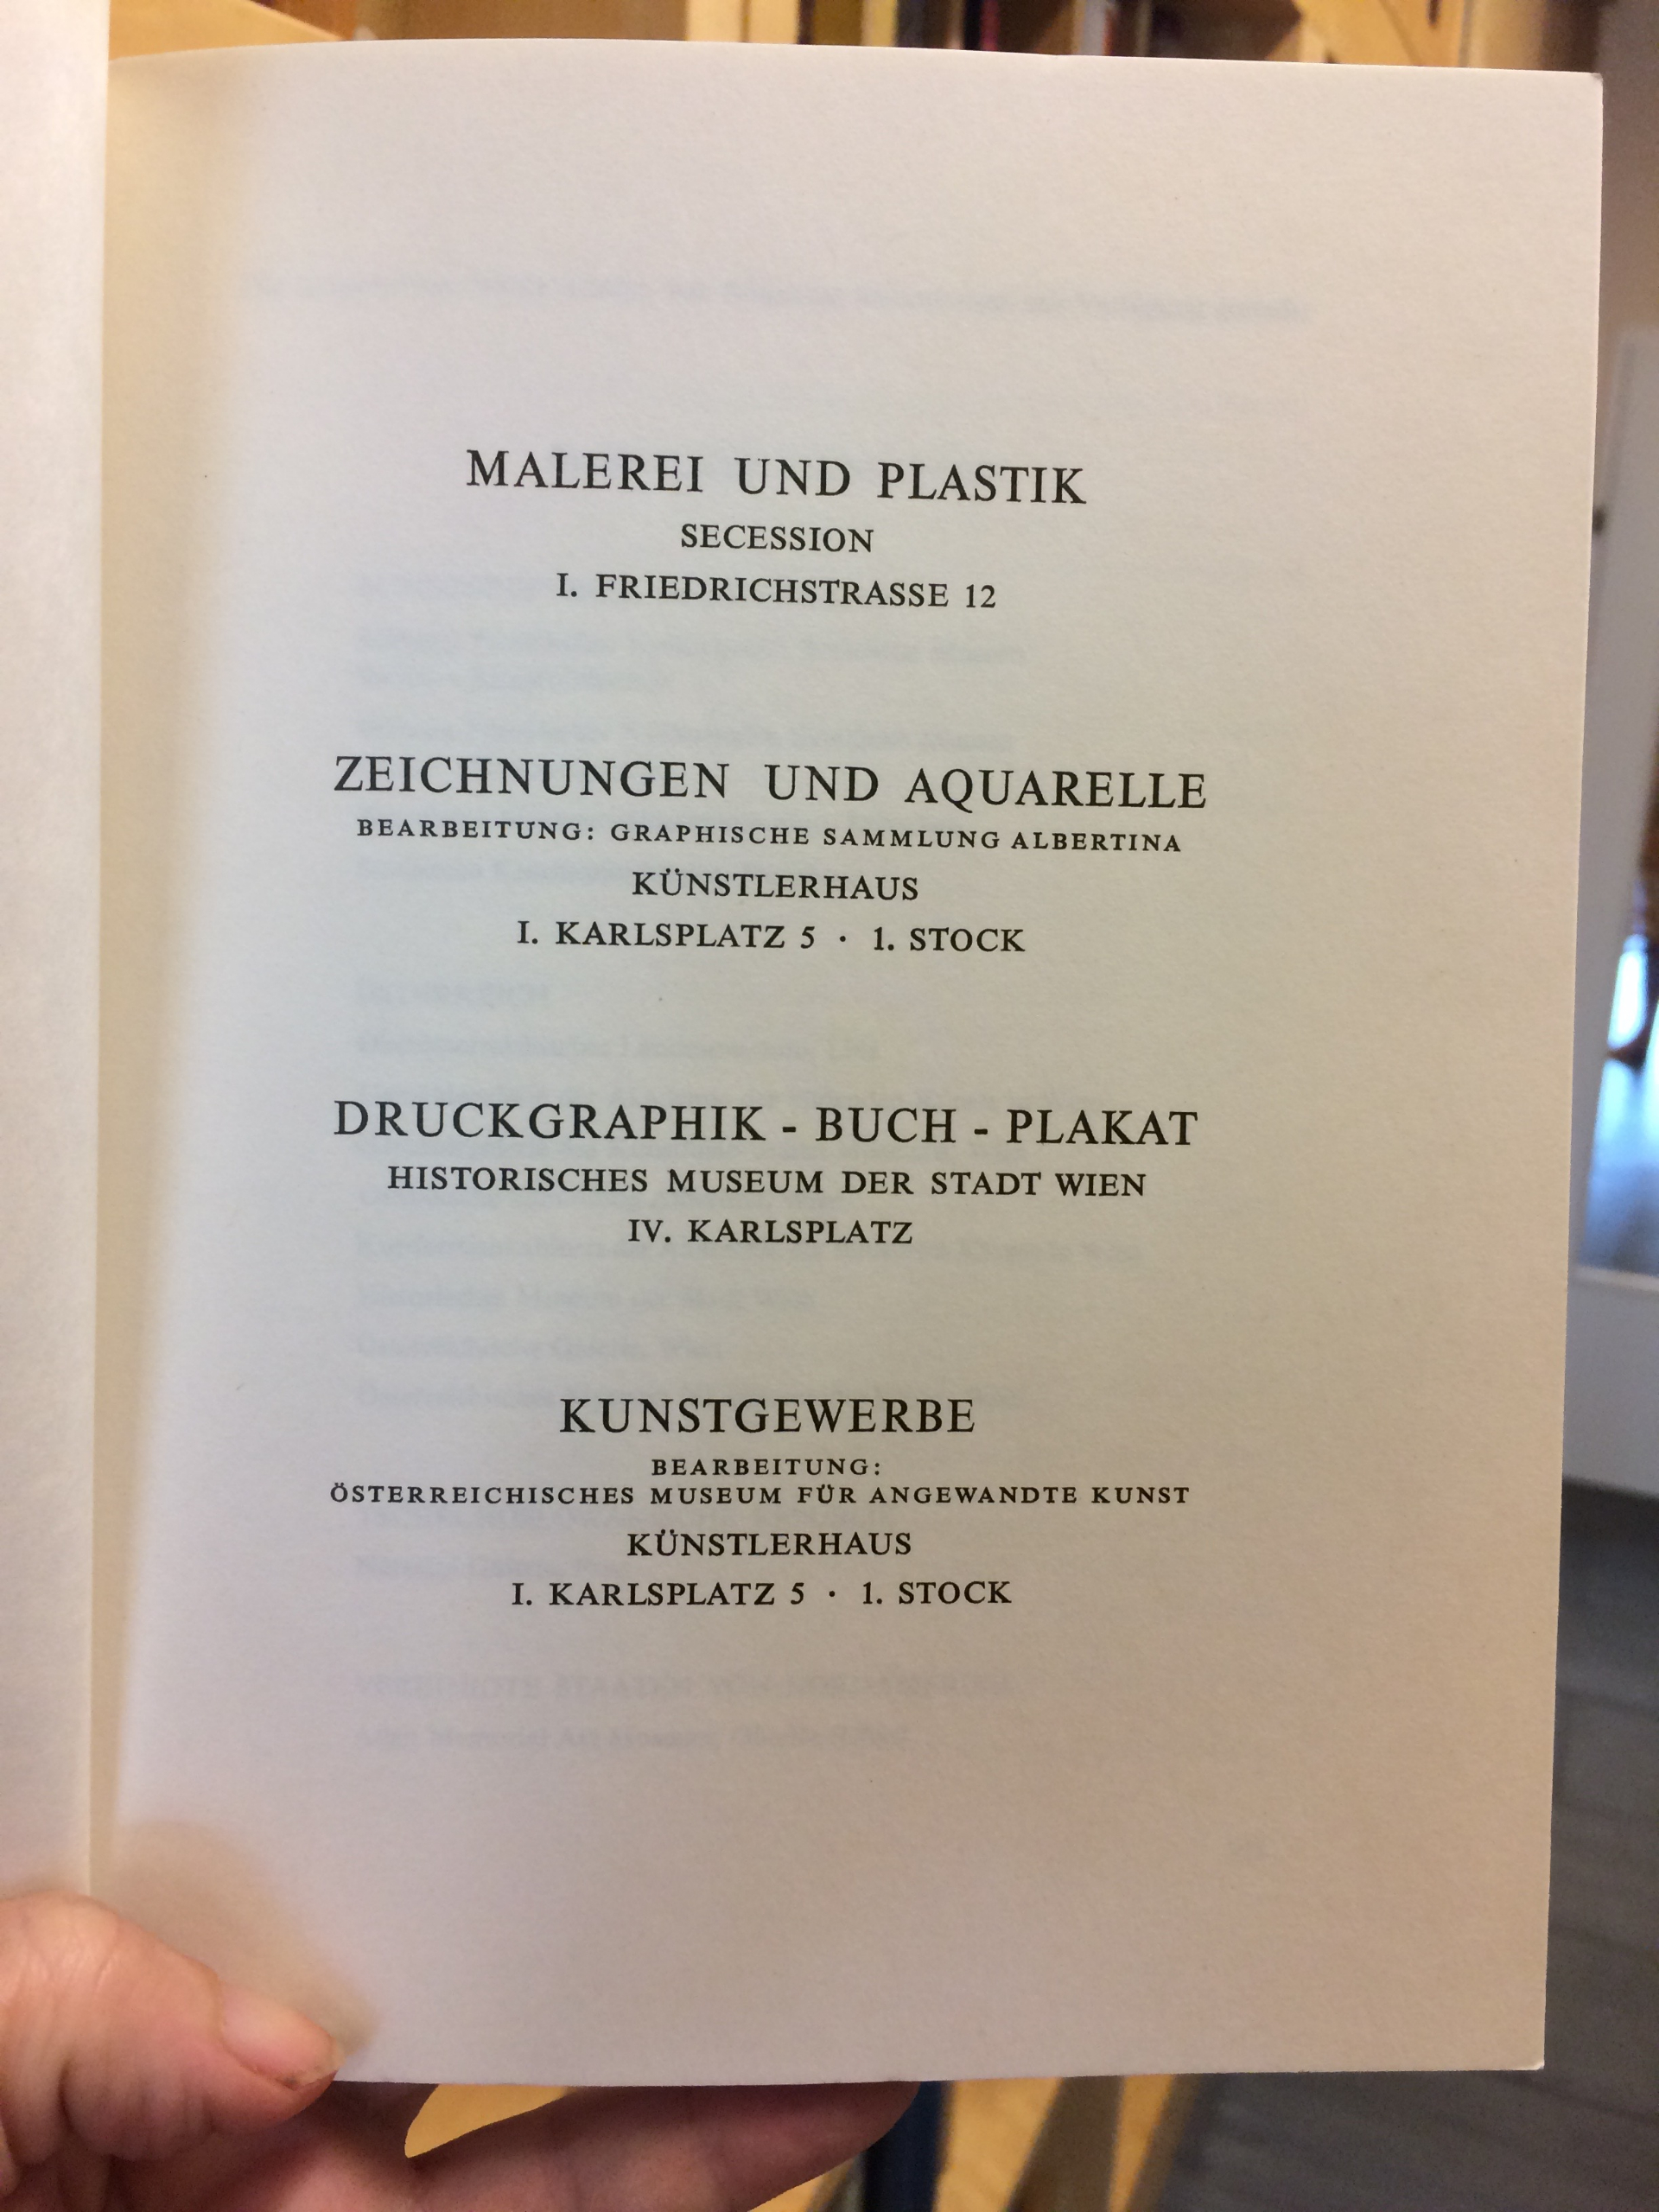 MALEREI UND PLASTIK
SECESSION
I. FRIEDRICHSTRASSE 12
ZEICHNUNGEN UND AQUARELLE
BEARBEITUNG: GRAPHISCHE SAMMLUNG ALBERTINA
KÜNSTLERHAUS
I. KARLSPLATZ 5 · 1. STOCK
DRUCKGRAPHIK - BUCH - PLAKAT
HISTORISCHES MUSEUM DER STADT WIEN
IV. KARLSPLATZ
KUNSTGEWERBE
BEARBEITUNG:
ÖSTERREICHISCHES MUSEUM FÜR ANGEWANDTE KUNST
KÜNSTLERHAUS
I. KARLSPLATZ 5 · 1. STOCK